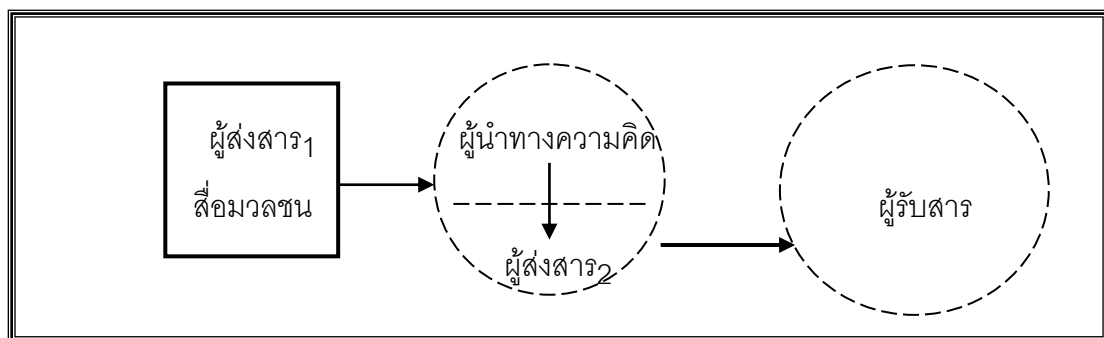 ผู้ส่งสาร1
สื่อมวลชน
ผู้นำทางความคิด
ผู้ส่งสาร2
ผู้รับสาร